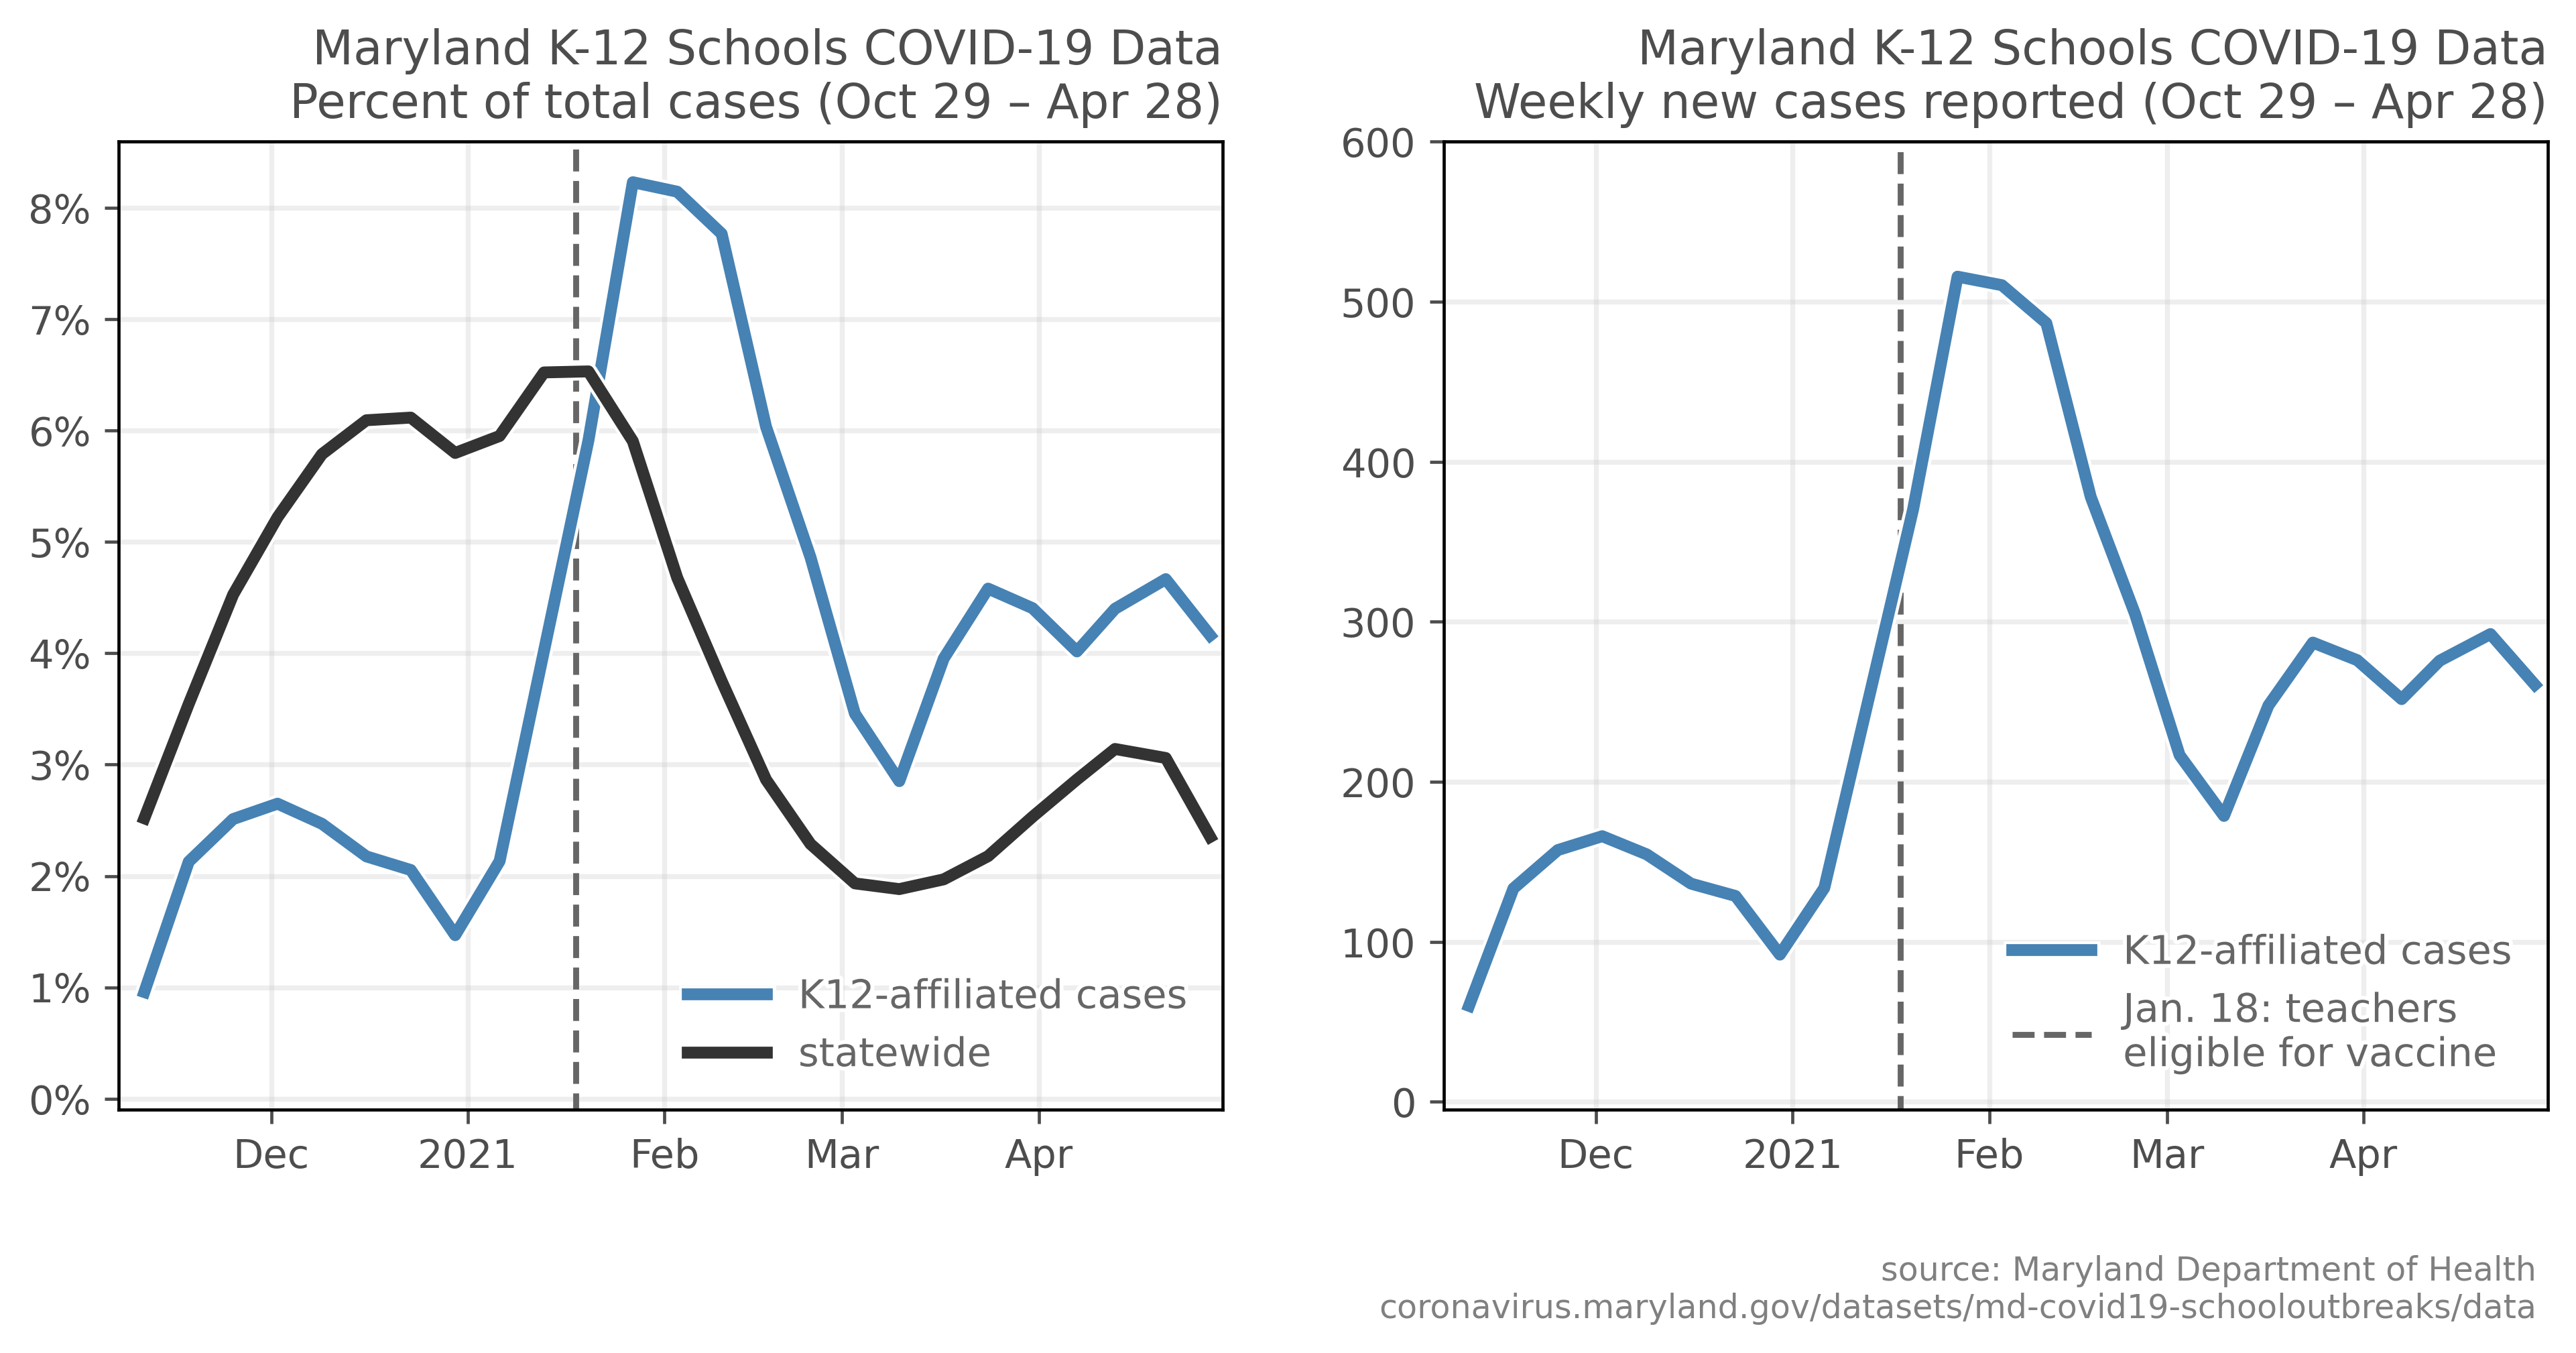 Maryland K-12 Schools COVID-19 Data
Percent of total cases (Oct 29 – Apr 28)
8%
7%
6%
5%
4%
3%
2%
1%
0%
K12-affiliated cases
statewide
Dec
2021
Feb
Mar
Apr
Maryland K-12 Schools COVID-19 Data
Weekly new cases reported (Oct 29 – Apr 28)
600
500
400
300
200
100
0
K12-affiliated cases
Jan. 18: teachers
eligible for vaccine
Dec
2021
Feb
Mar
Apr
source: Maryland Department of Health
coronavirus.maryland.gov/datasets/md-covid19-schooloutbreaks/data